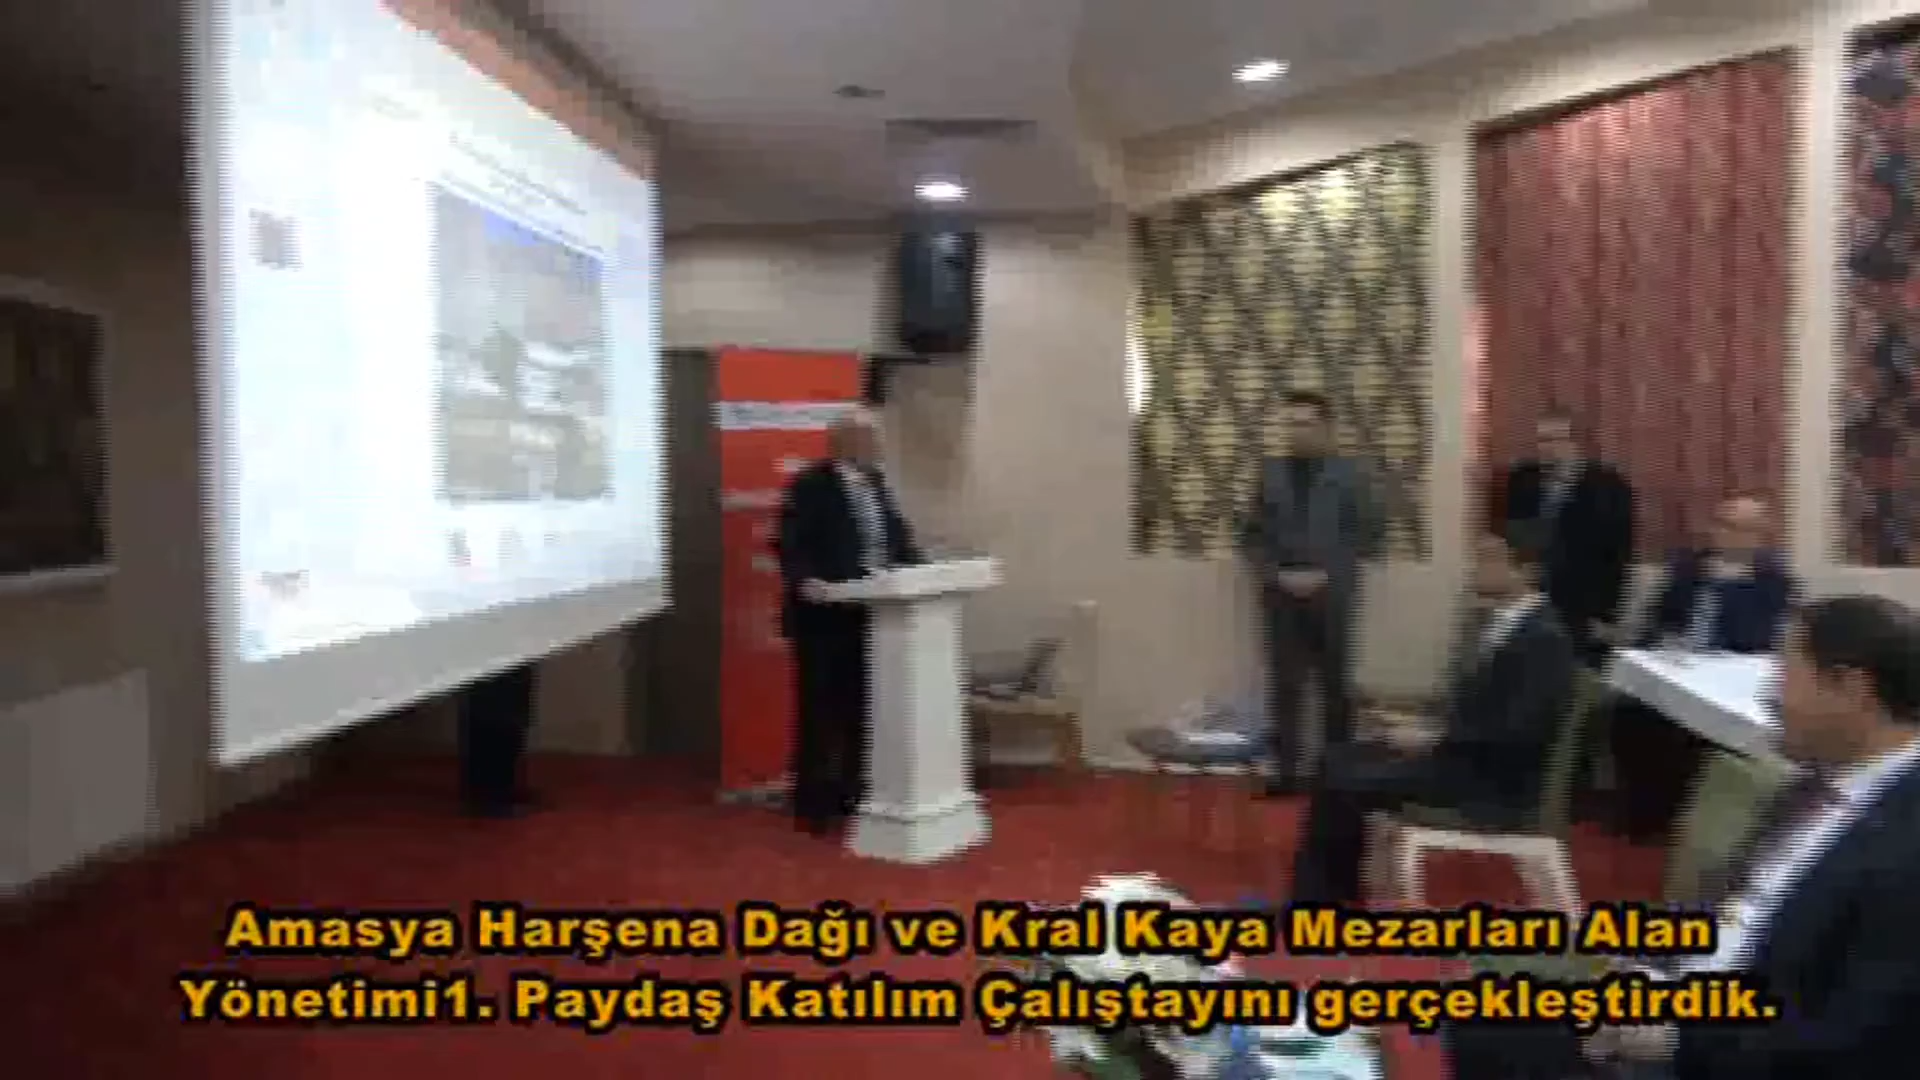 Amasya Harşena Dağı ve Kral Kaya Mezarları Alan
Yönetimi1. Paydaş Katılım Çalıştayını gerçekleştirdik.